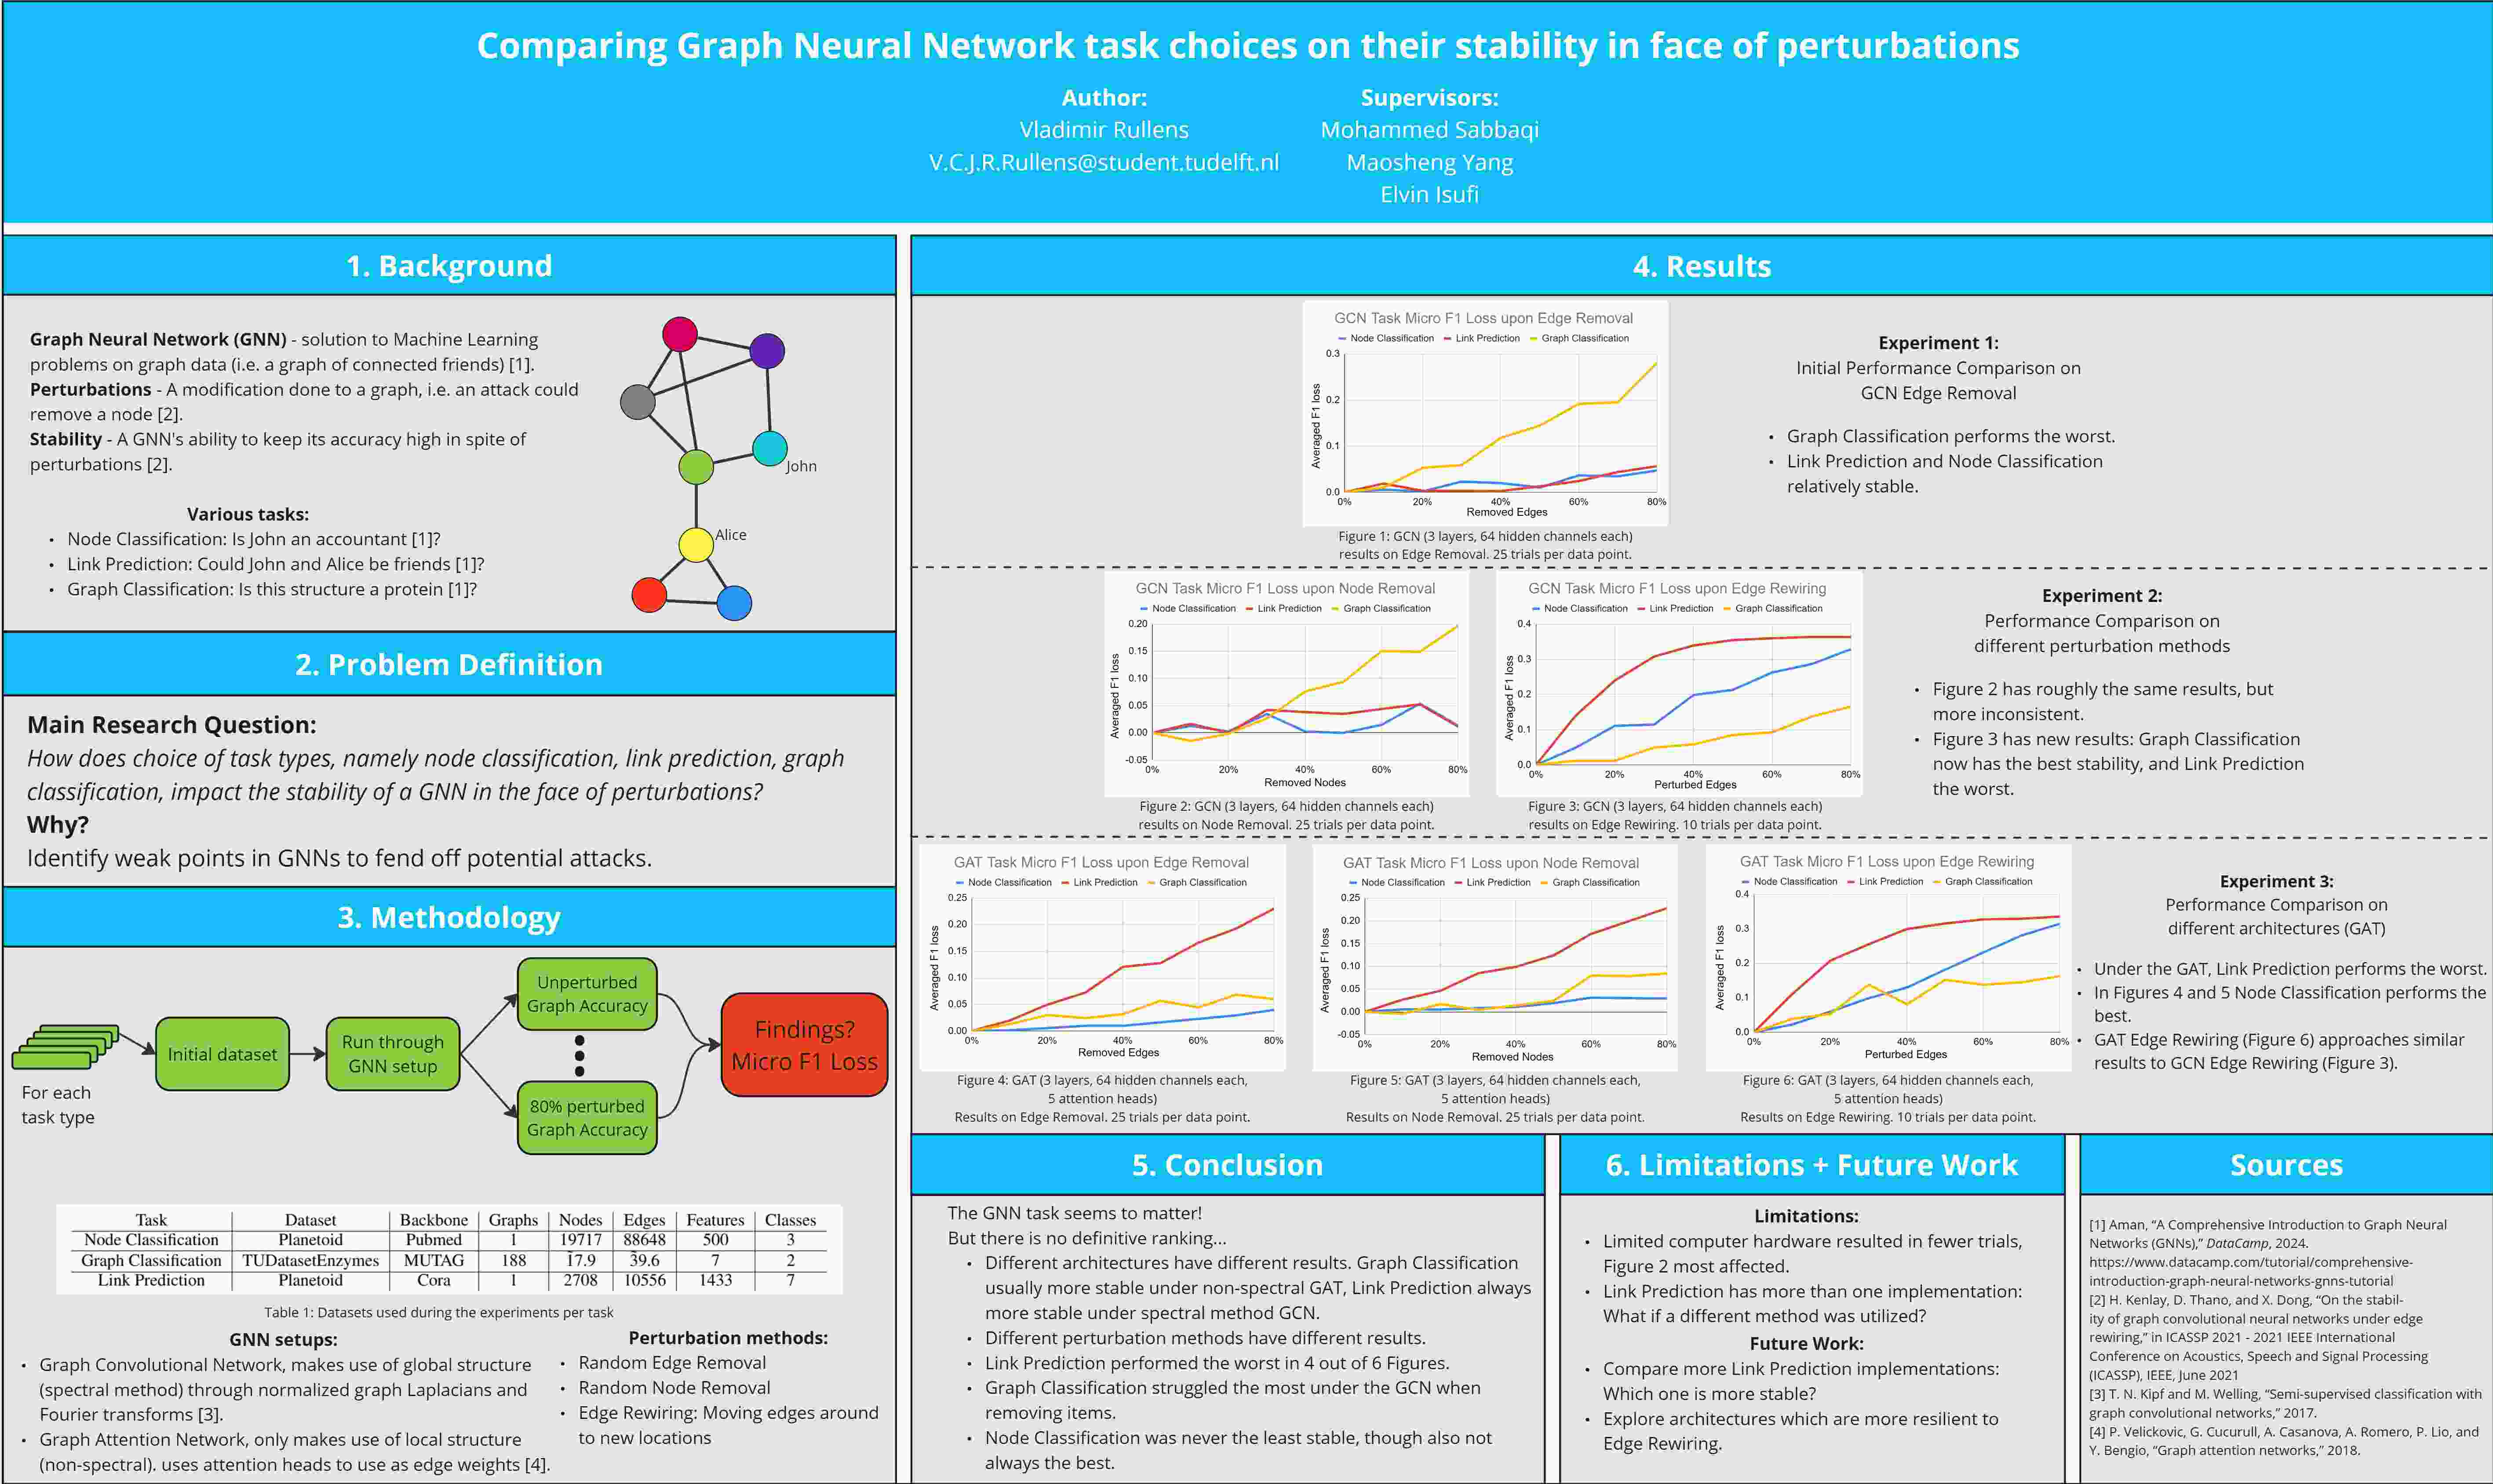 Comparing Graph Neural Network task choices on their stability in face of perturbations
Author:
Vladimir Rullens
V.C.J.R.Rullens@student.tudelft.nl
Supervisors:
Mohammed Sabbaqi
Maosheng Yang
Elvin Isufi
1. Background
Graph Neural Network (GNN) - solution to Machine Learning
problems on graph data (i.e. a graph of connected friends) [1].
Perturbations - A modification done to a graph, i.e. an attack could
remove a node [2].
Stability - A GNN's ability to keep its accuracy high in spite of
perturbations [2].
Various tasks:
• Node Classification: Is John an accountant [1]?
• Link Prediction: Could John and Alice be friends [1]?
• Graph Classification: Is this structure a protein [1]?
John
Alice
2. Problem Definition
Main Research Question:
How does choice of task types, namely node classification, link prediction, graph
classification, impact the stability of a GNN in the face of perturbations?
Why?
Identify weak points in GNNs to fend off potential attacks.
3. Methodology
For each
task type
Initial dataset
Run through
GNN setup
Unperturbed
Graph Accuracy
80% perturbed
Graph Accuracy
Findings?
Micro F1 Loss
Task Dataset Backbone Graphs Nodes Edges Features Classes
Node Classification Planetoid Pubmed 1 19717 88648 500 3
Graph Classification TUDatasetEnzymes MUTAG 188 ~17.9 ~39.6 7 2
Link Prediction Planetoid Cora 1 2708 10556 1433 7
Table 1: Datasets used during the experiments per task
GNN setups:
• Graph Convolutional Network, makes use of global structure
(spectral method) through normalized graph Laplacians and
Fourier transforms [3].
• Graph Attention Network, only makes use of local structure
(non-spectral). uses attention heads to use as edge weights [4].
Perturbation methods:
• Random Edge Removal
• Random Node Removal
• Edge Rewiring: Moving edges around
to new locations
4. Results
GCN Task Micro F1 Loss upon Edge Removal
Node Classification Link Prediction Graph Classification
Averaged F1 loss
0.3
0.2
0.1
0.0
0% 20% 40% 60% 80%
Removed Edges
Figure 1: GCN (3 layers, 64 hidden channels each)
results on Edge Removal. 25 trials per data point.
Experiment 1:
Initial Performance Comparison on
GCN Edge Removal
• Graph Classification performs the worst.
• Link Prediction and Node Classification
relatively stable.
GCN Task Micro F1 Loss upon Node Removal
Node Classification Link Prediction Graph Classification
Averaged F1 loss
0.20
0.15
0.10
0.05
0.00
-0.05
0% 20% 40% 60% 80%
Removed Nodes
Figure 2: GCN (3 layers, 64 hidden channels each)
results on Node Removal. 25 trials per data point.
GCN Task Micro F1 Loss upon Edge Rewiring
Node Classification Link Prediction Graph Classification
Averaged F1 loss
0.4
0.3
0.2
0.1
0.0
0% 20% 40% 60% 80%
Perturbed Edges
Figure 3: GCN (3 layers, 64 hidden channels each)
results on Edge Rewiring. 10 trials per data point.
Experiment 2:
Performance Comparison on
different perturbation methods
• Figure 2 has roughly the same results, but
more inconsistent.
• Figure 3 has new results: Graph Classification
now has the best stability, and Link Prediction
the worst.
GAT Task Micro F1 Loss upon Edge Removal
Node Classification Link Prediction Graph Classification
Averaged F1 loss
0.25
0.20
0.15
0.10
0.05
0.00
0% 20% 40% 60% 80%
Removed Edges
Figure 4: GAT (3 layers, 64 hidden channels each,
5 attention heads)
Results on Edge Removal. 25 trials per data point.
GAT Task Micro F1 Loss upon Node Removal
Node Classification Link Prediction Graph Classification
Averaged F1 loss
0.25
0.20
0.15
0.10
0.05
0.00
-0.05
0% 20% 40% 60% 80%
Removed Nodes
Figure 5: GAT (3 layers, 64 hidden channels each,
5 attention heads)
Results on Node Removal. 25 trials per data point.
GAT Task Micro F1 Loss upon Edge Rewiring
Node Classification Link Prediction Graph Classification
Averaged F1 loss
0.4
0.3
0.2
0.1
0.0
0% 20% 40% 60% 80%
Perturbed Edges
Figure 6: GAT (3 layers, 64 hidden channels each,
5 attention heads)
Results on Edge Rewiring. 10 trials per data point.
Experiment 3:
Performance Comparison on
different architectures (GAT)
• Under the GAT, Link Prediction performs the worst.
• In Figures 4 and 5 Node Classification performs the
best.
• GAT Edge Rewiring (Figure 6) approaches similar
results to GCN Edge Rewiring (Figure 3).
5. Conclusion
The GNN task seems to matter!
But there is no definitive ranking...
• Different architectures have different results. Graph Classification
usually more stable under non-spectral GAT, Link Prediction always
more stable under spectral method GCN.
• Different perturbation methods have different results.
• Link Prediction performed the worst in 4 out of 6 Figures.
• Graph Classification struggled the most under the GCN when
removing items.
• Node Classification was never the least stable, though also not
always the best.
6. Limitations + Future Work
Limitations:
• Limited computer hardware resulted in fewer trials,
Figure 2 most affected.
• Link Prediction has more than one implementation:
What if a different method was utilized?
Future Work:
• Compare more Link Prediction implementations:
Which one is more stable?
• Explore architectures which are more resilient to
Edge Rewiring.
Sources
[1] Aman, “A Comprehensive Introduction to Graph Neural
Networks (GNNs),” DataCamp, 2024.
https://www.datacamp.com/tutorial/comprehensive-
introduction-graph-neural-networks-gnns-tutorial
[2] H. Kenlay, D. Thano, and X. Dong, “On the stabil-
ity of graph convolutional neural networks under edge
rewiring,” in ICASSP 2021 - 2021 IEEE International
Conference on Acoustics, Speech and Signal Processing
(ICASSP), IEEE, June 2021
[3] T. N. Kipf and M. Welling, “Semi-supervised classification with
graph convolutional networks,” 2017.
[4] P. Velickovic, G. Cucurull, A. Casanova, A. Romero, P. Lio, and
Y. Bengio, “Graph attention networks,” 2018.